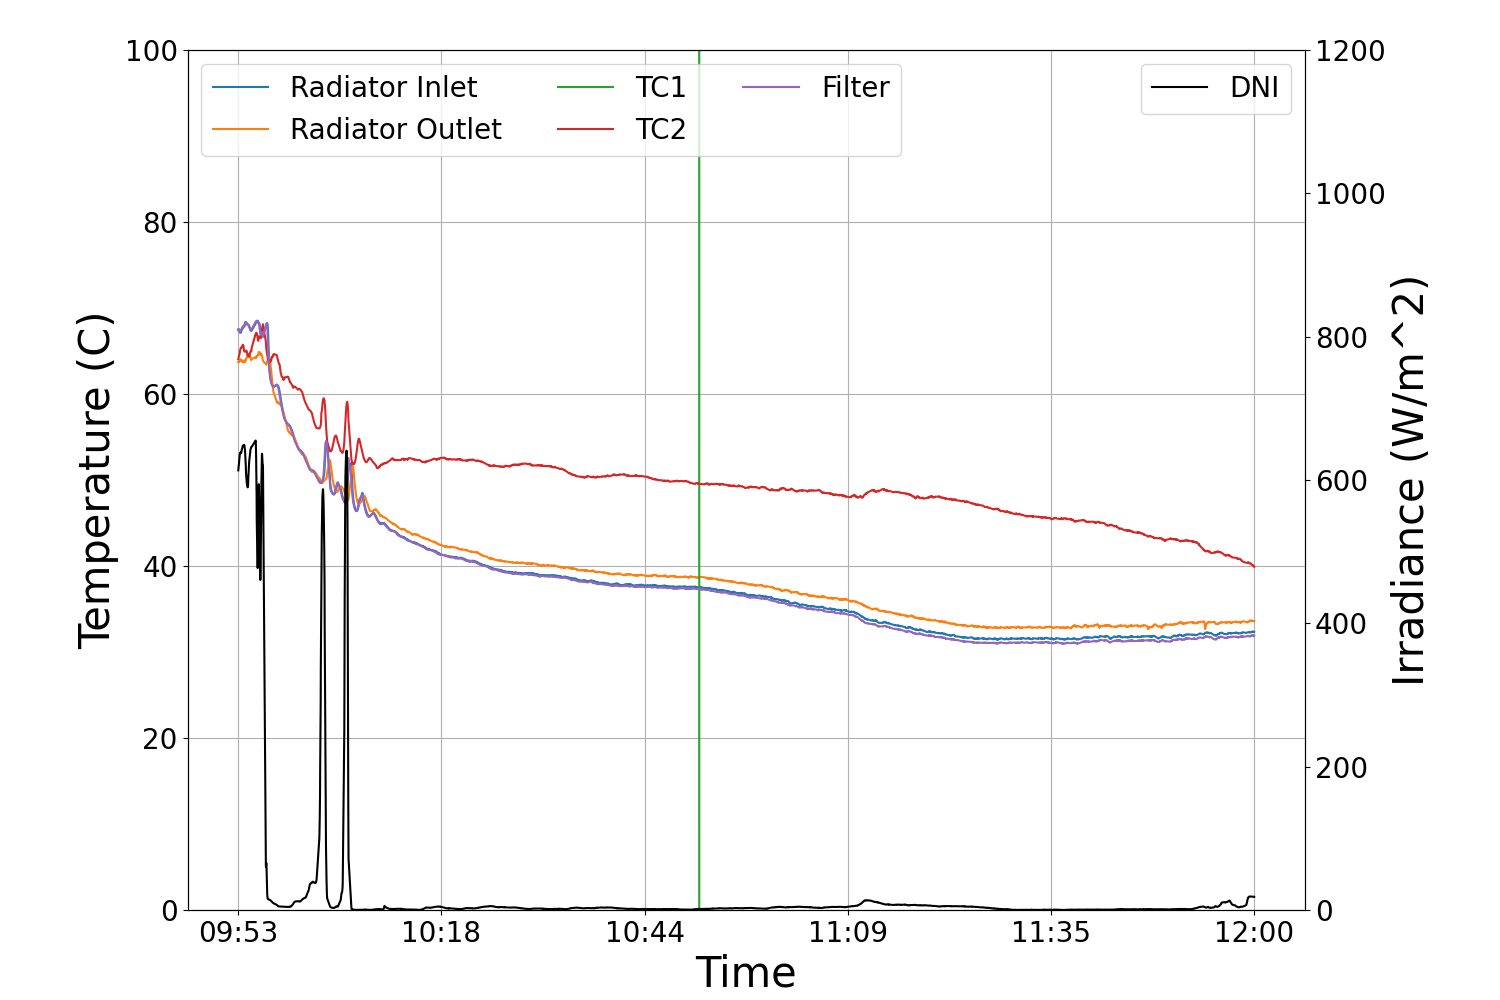 Radiator Inlet
Radiator Outlet
TC1
TC2
Filter
DNI
Temperature (C)
100
80
60
40
20
0
Irradiance (W/m^2)
1200
1000
800
600
400
200
0
09:53 10:18 10:44 11:09 11:35 12:00
Time